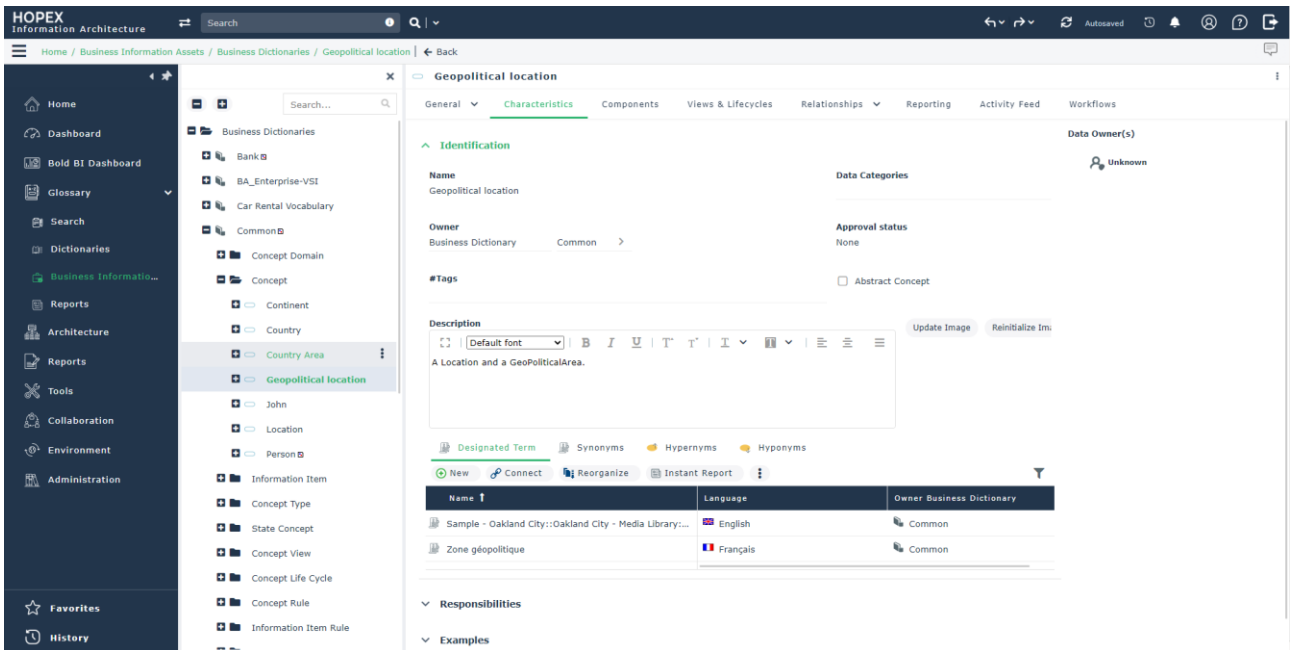 HOPEX
Information Architecture
Search
Autosaved
Home / Business Information Assets / Business Dictionaries / Geopolitical location
Back
Home
Dashboard
Bold BI Dashboard
Glossary
Search
Dictionaries
Business Informatio...
Reports
Architecture
Reports
Tools
Collaboration
Environment
Administration
Favorites
History
Search...
Business Dictionaries
Bank
BA_Enterprise-VSI
Car Rental Vocabulary
Common
Concept Domain
Concept
Continent
Country
Country Area
Geopolitical location
John
Location
Person
Information Item
Concept Type
State Concept
Concept View
Concept Life Cycle
Concept Rule
Information Item Rule
Geopolitical location
General Characteristics Components Views & Lifecycles Relationships Reporting Activity Feed Workflows
Identification
Name
Geopolitical location
Data Categories
Owner
Business Dictionary Common
Approval status
None
#Tags
Abstract Concept
Description
Update Image Reinitialize Im
Default font B I U T T I
A Location and a GeoPoliticalArea.
Designated Term Synonyms Hypernyms Hyponyms
New Connect Reorganize Instant Report
Name Language Owner Business Dictionary
Sample - Oakland City::Oakland City - Media Library:... English Common
Zone géopolitique Français Common
Responsibilities
Examples
Data Owner(s)
Unknown